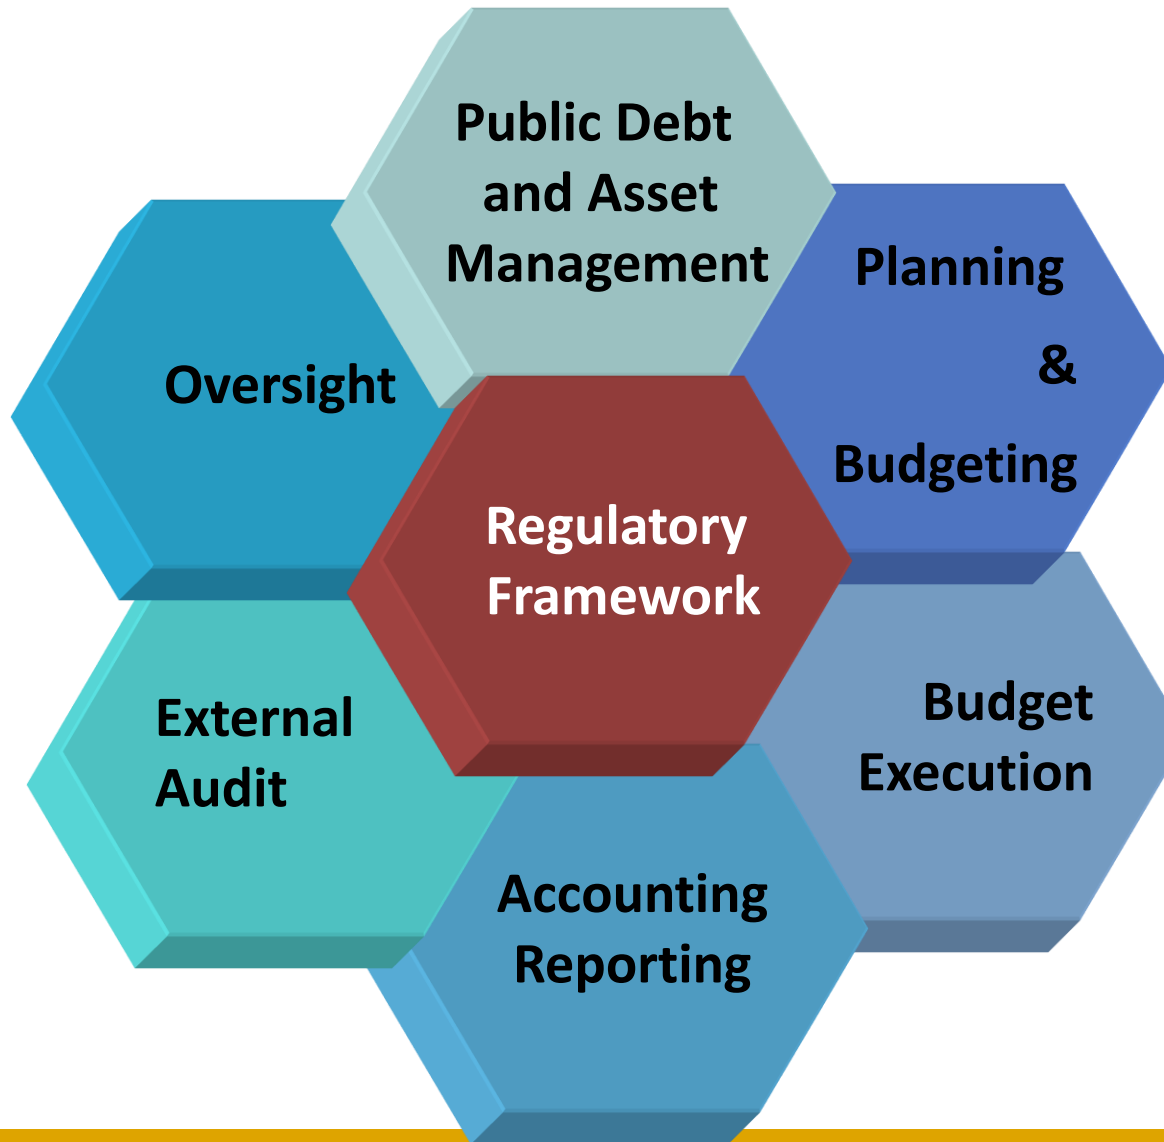 Public Debt
and Asset
Management
Planning
&
Budgeting
Oversight
Regulatory
Framework
External
Audit
Budget
Execution
Accounting
Reporting